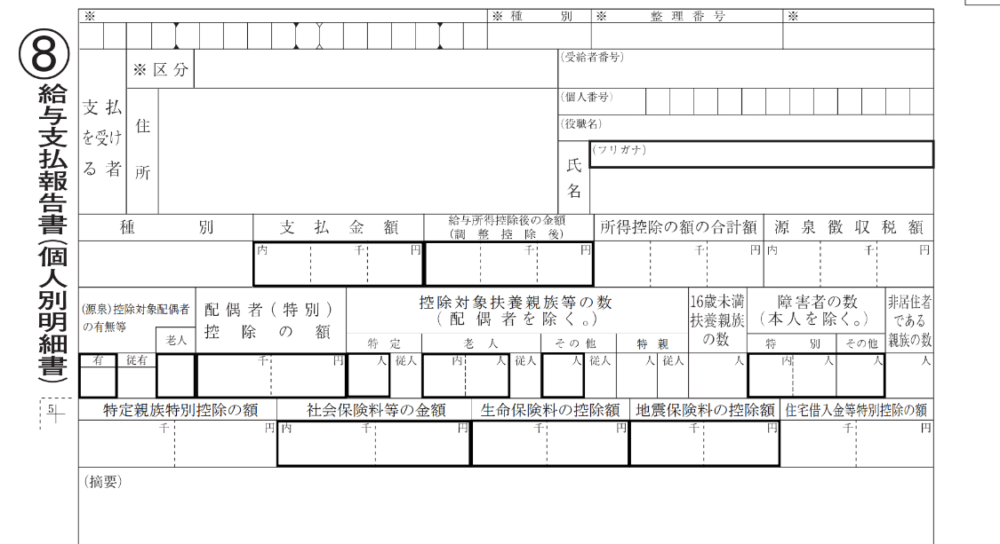 ⑧給与支払報告書(個人別明細書)
※ ※ 種 別 ※ 整 理 番 号 ※
支 払 を受け る 者
※ 区 分
住 所
(受給者番号)
(個人番号)
(役職名)
氏 名
(フリガナ)
種 別 支 払 金 額 給与所得控除後の金額 (調 整 控 除 後) 所得控除の額の合計額 源 泉 徴 収 税 額
内 千 円 千 円 千 円 内 千 円
(源泉)控除対象配偶者 の有無等 老人
配 偶 者 ( 特 別 ) 控 除 の 額
控除対象扶養親族等の数 (配偶者を除く。)
特 定 老 人 その他 特 親
16歳未満 扶養親族 の数
障害者の数 (本人を除く。)
特 別 その他
非居住者 である 親族の数
有 従有 千 円 人 従人 内 人 従人 人 従人 人 従人 人 内 人 人 人
特定親族特別控除の額 社会保険料等の金額 生命保険料の控除額 地震保険料の控除額 住宅借入金等特別控除の額
千 円 内 千 円 千 円 千 円 千 円
(摘要)
5